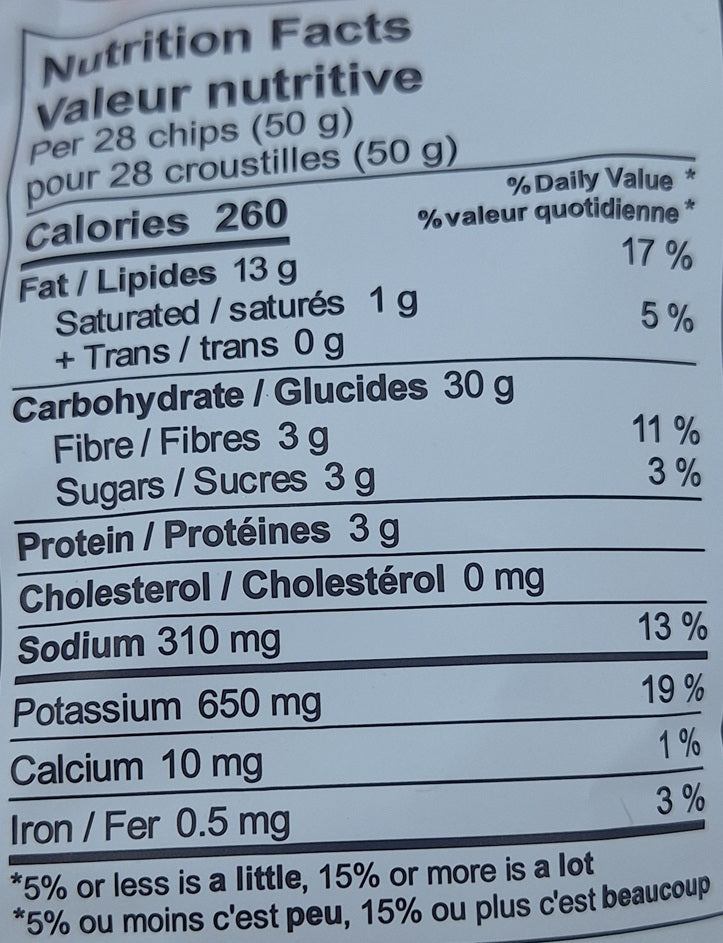 Nutrition Facts
Valeur nutritive
Per 28 chips (50 g)
pour 28 croustilles (50 g)
Calories 260
% Daily Value *
% valeur quotidienne *
Fat / Lipides 13 g 17 %
Saturated / saturés 1 g
+ Trans / trans 0 g 5 %
Carbohydrate / Glucides 30 g
Fibre / Fibres 3 g 11 %
Sugars / Sucres 3 g 3 %
Protein / Protéines 3 g
Cholesterol / Cholestérol 0 mg
Sodium 310 mg 13 %
Potassium 650 mg 19 %
Calcium 10 mg 1 %
Iron / Fer 0.5 mg 3 %
*5% or less is a little, 15% or more is a lot
*5% ou moins c'est peu, 15% ou plus c'est beaucoup